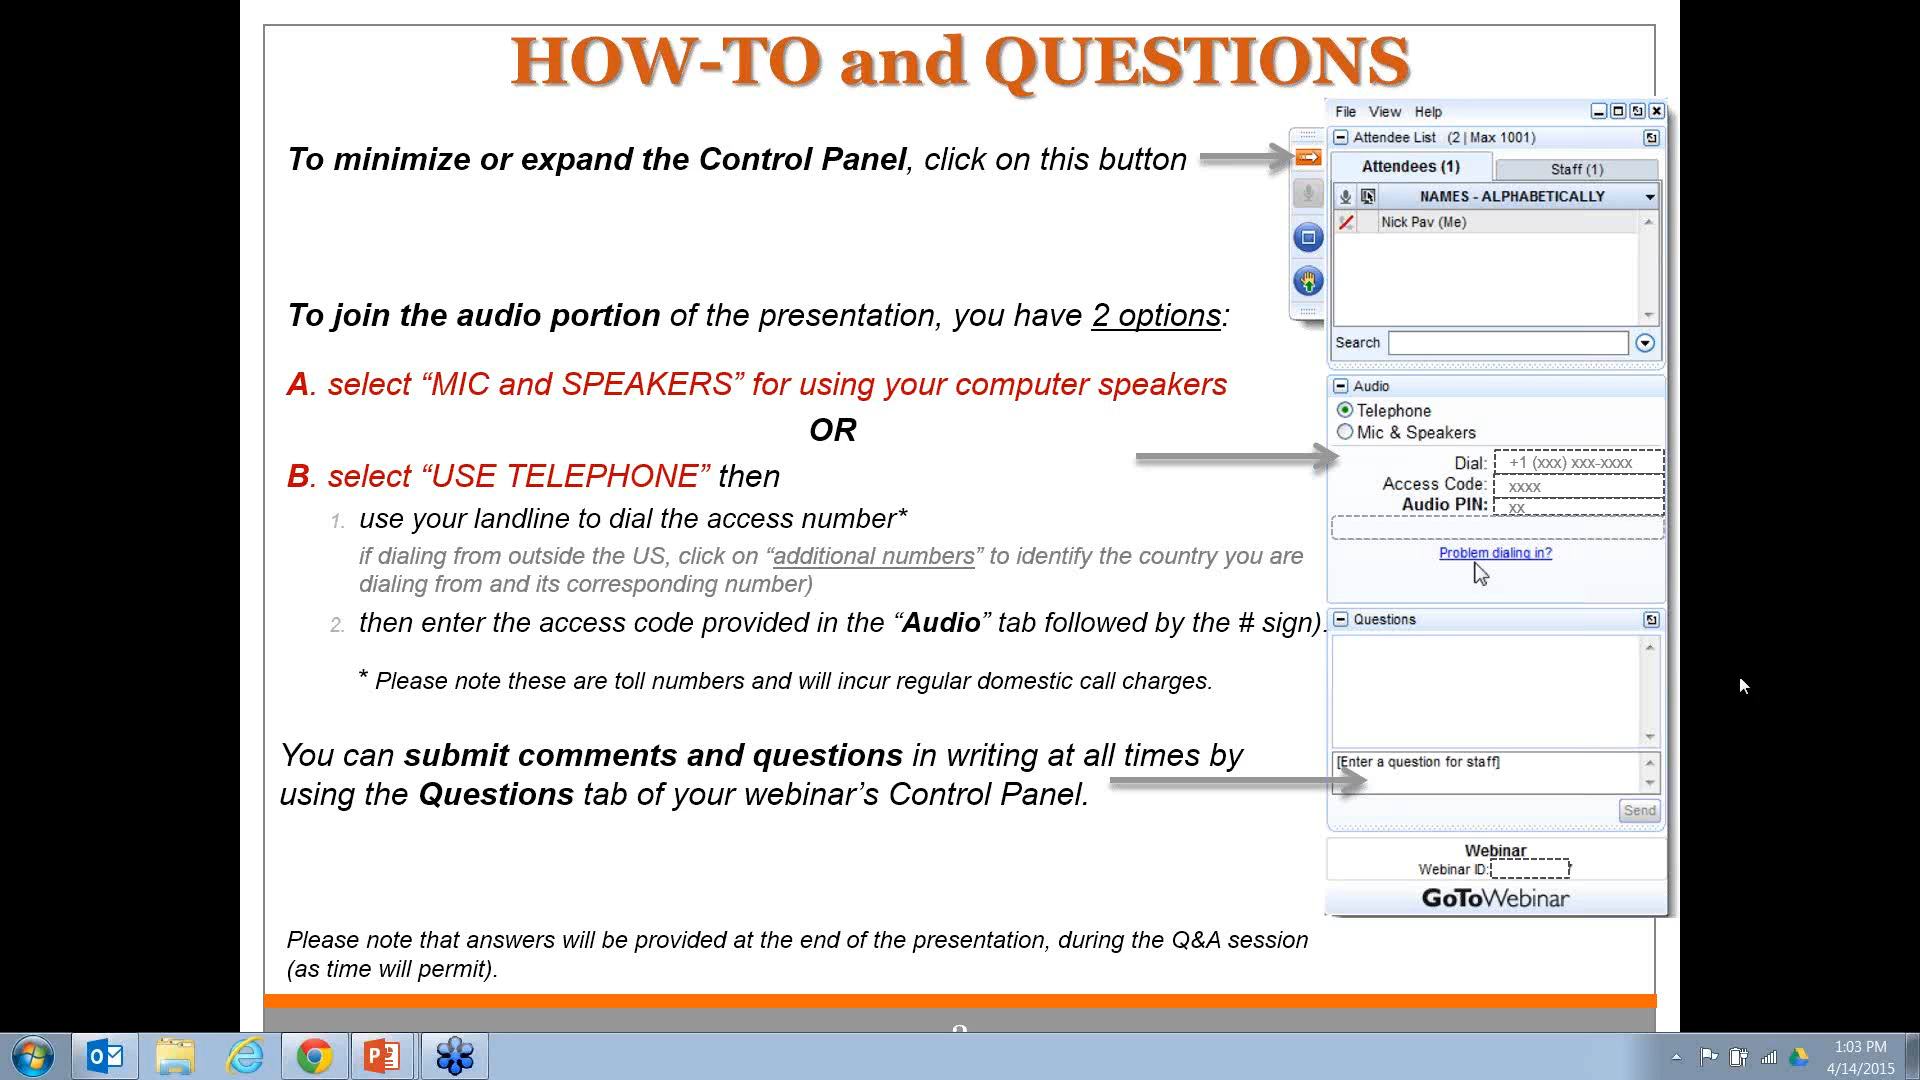 HOW-TO and QUESTIONS
To minimize or expand the Control Panel, click on this button
To join the audio portion of the presentation, you have 2 options:
A. select “MIC and SPEAKERS” for using your computer speakers
OR
B. select “USE TELEPHONE” then
1. use your landline to dial the access number*
if dialing from outside the US, click on “additional numbers” to identify the country you are
dialing from and its corresponding number)
2. then enter the access code provided in the “Audio” tab followed by the # sign).
* Please note these are toll numbers and will incur regular domestic call charges.
You can submit comments and questions in writing at all times by
using the Questions tab of your webinar’s Control Panel.
Please note that answers will be provided at the end of the presentation, during the Q&A session
(as time will permit).
File View Help
Attendee List (2 | Max 1001)
Attendees (1) Staff (1)
NAMES - ALPHABETICALLY
Nick Pav (Me)
Search
Audio
Telephone
Mic & Speakers
Dial: +1 (xxx) xxx-xxxx
Access Code: xxxx
Audio PIN: xx
Problem dialing in?
Questions
[Enter a question for staff]
Send
Webinar
Webinar ID:
GoToWebinar
1:03 PM
4/14/2015